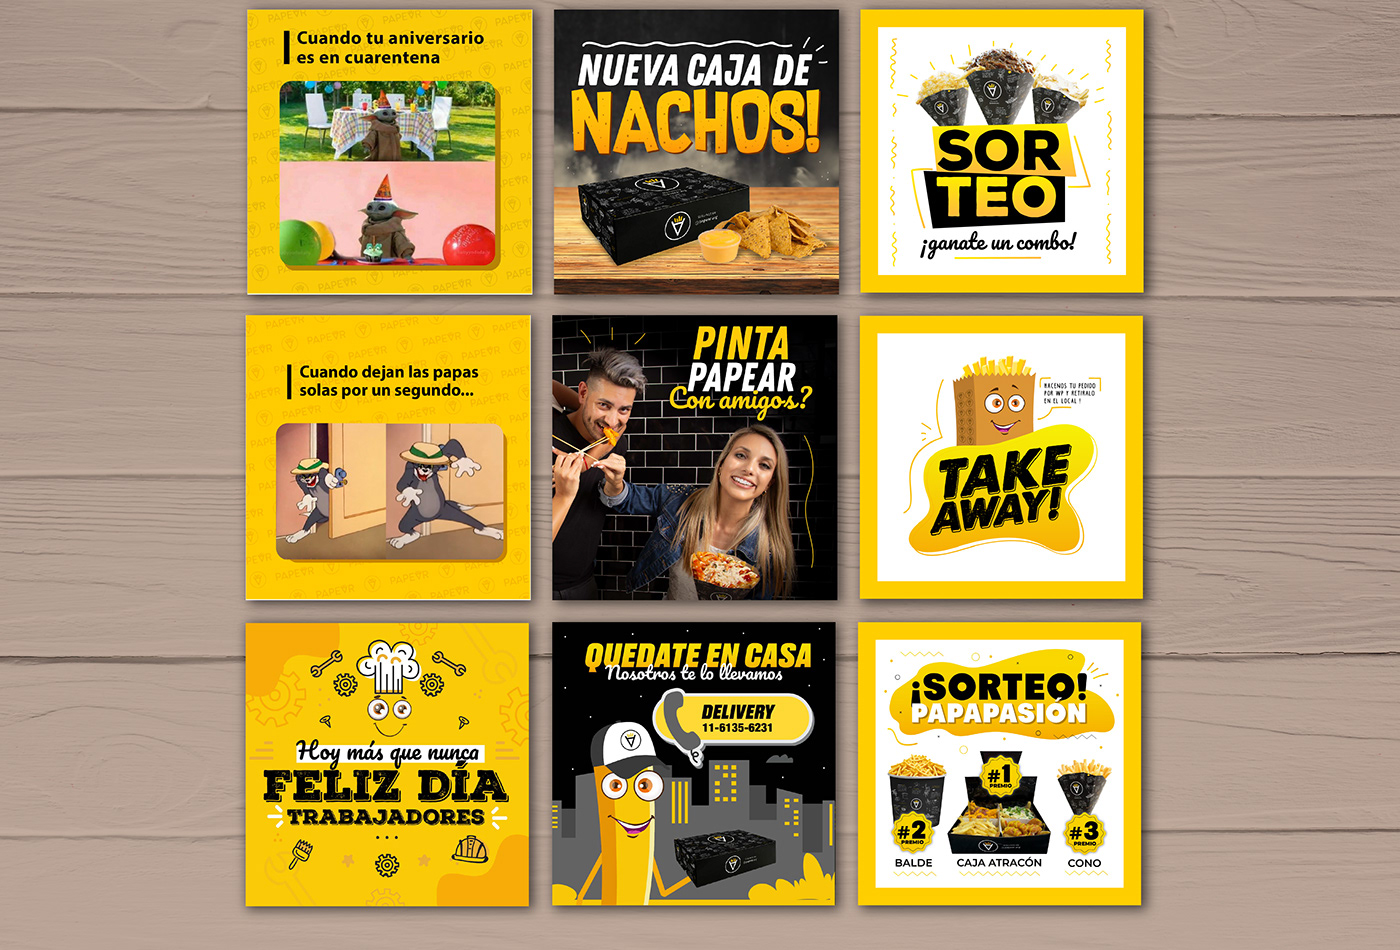 Cuando tu aniversario
es en cuarentena
NUEVA CAJA DE
NACHOS!
SOR
TEO
¡ganate un combo!
Cuando dejan las papas
solas por un segundo...
PINTA
PAPEAR
Con amigos?
HACENOS TU PEDIDO
POR WP Y RETIRALO
EN EL LOCAL !
TAKE
AWAY!
Hoy más que nunca
FELIZ DÍA
TRABAJADORES
QUEDATE EN CASA
Nosotros te lo llevamos
DELIVERY
11-6135-6231
¡SORTEO!
PAPAPASIÓN
#1
PREMIO
#2
PREMIO
#3
PREMIO
BALDE
CAJA ATRACÓN
CONO